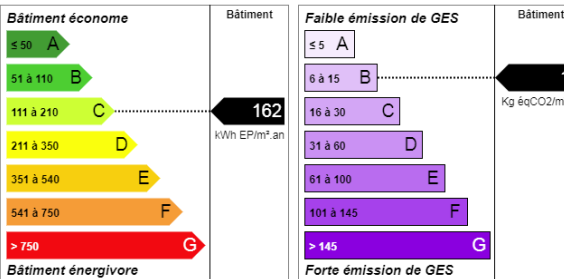 Bâtiment économe
Bâtiment
≤ 50 A
51 à 110 B
111 à 210 C
162
kWh EP/m².an
211 à 350 D
351 à 540 E
541 à 750 F
> 750 G
Bâtiment énergivore
Faible émission de GES
Bâtiment
≤ 5 A
6 à 15 B
Kg éqCO2/m
16 à 30 C
31 à 60 D
61 à 100 E
101 à 145 F
> 145 G
Forte émission de GES